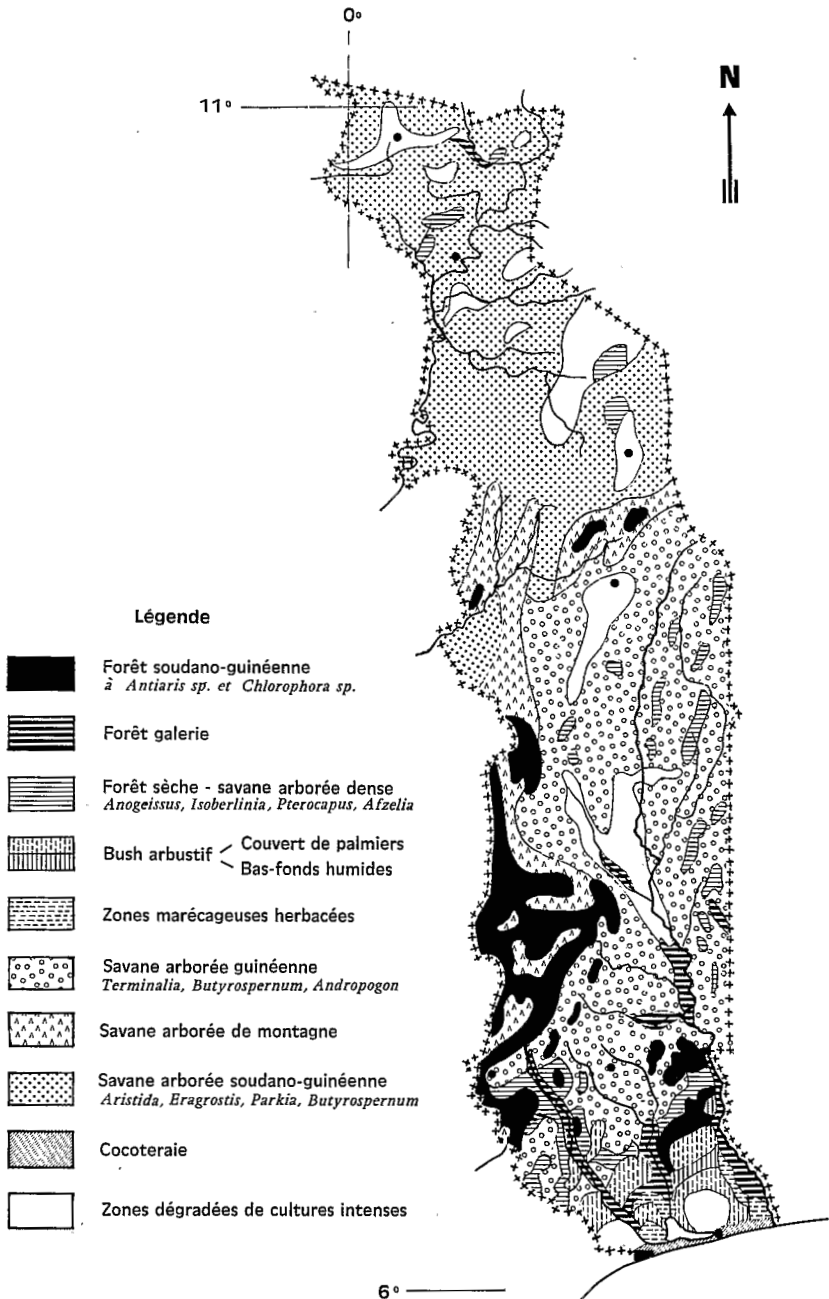 0°
11°
N
Légende
Forêt soudano-guinéenne
à Antiaris sp. et Chlorophora sp.
Forêt galerie
Forêt sèche - savane arborée dense
Anogeissus, Isoberlinia, Pterocapus, Afzelia
Bush arbustif
Couvert de palmiers
Bas-fonds humides
Zones marécageuses herbacées
Savane arborée guinéenne
Terminalia, Butyrospernum, Andropogon
Savane arborée de montagne
Savane arborée soudano-guinéenne
Aristida, Eragrostis, Parkia, Butyrospernum
Cocoteraie
Zones dégradées de cultures intenses
6°